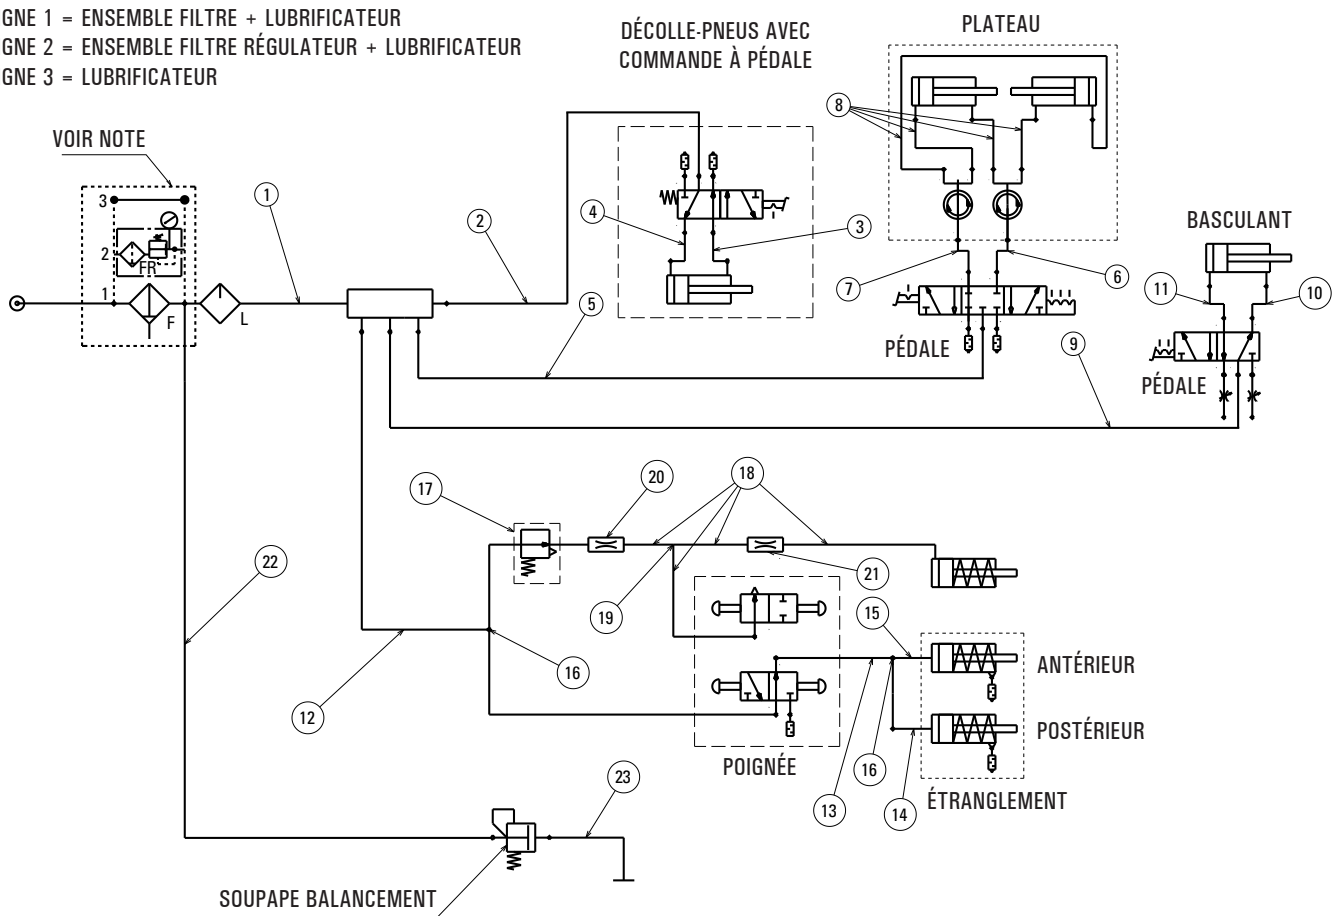 GNE 1 = ENSEMBLE FILTRE + LUBRIFICATEUR
GNE 2 = ENSEMBLE FILTRE RÉGULATEUR + LUBRIFICATEUR
GNE 3 = LUBRIFICATEUR
DÉCOLLE-PNEUS AVEC
COMMANDE À PÉDALE
PLATEAU
VOIR NOTE
8
3
1
2
4
3
BASCULANT
2
FR
7
6
11
10
1
F
L
5
PÉDALE
9
PÉDALE
17
20
18
22
21
19
15
16
ANTÉRIEUR
12
POSTÉRIEUR
POIGNÉE
16
23
13
14
ÉTRANGLEMENT
SOUPAPE BALANCEMENT